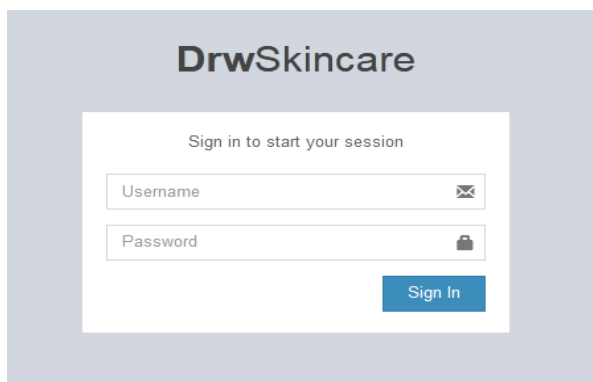 DrwSkincare
Sign in to start your session
Username
Password
Sign In